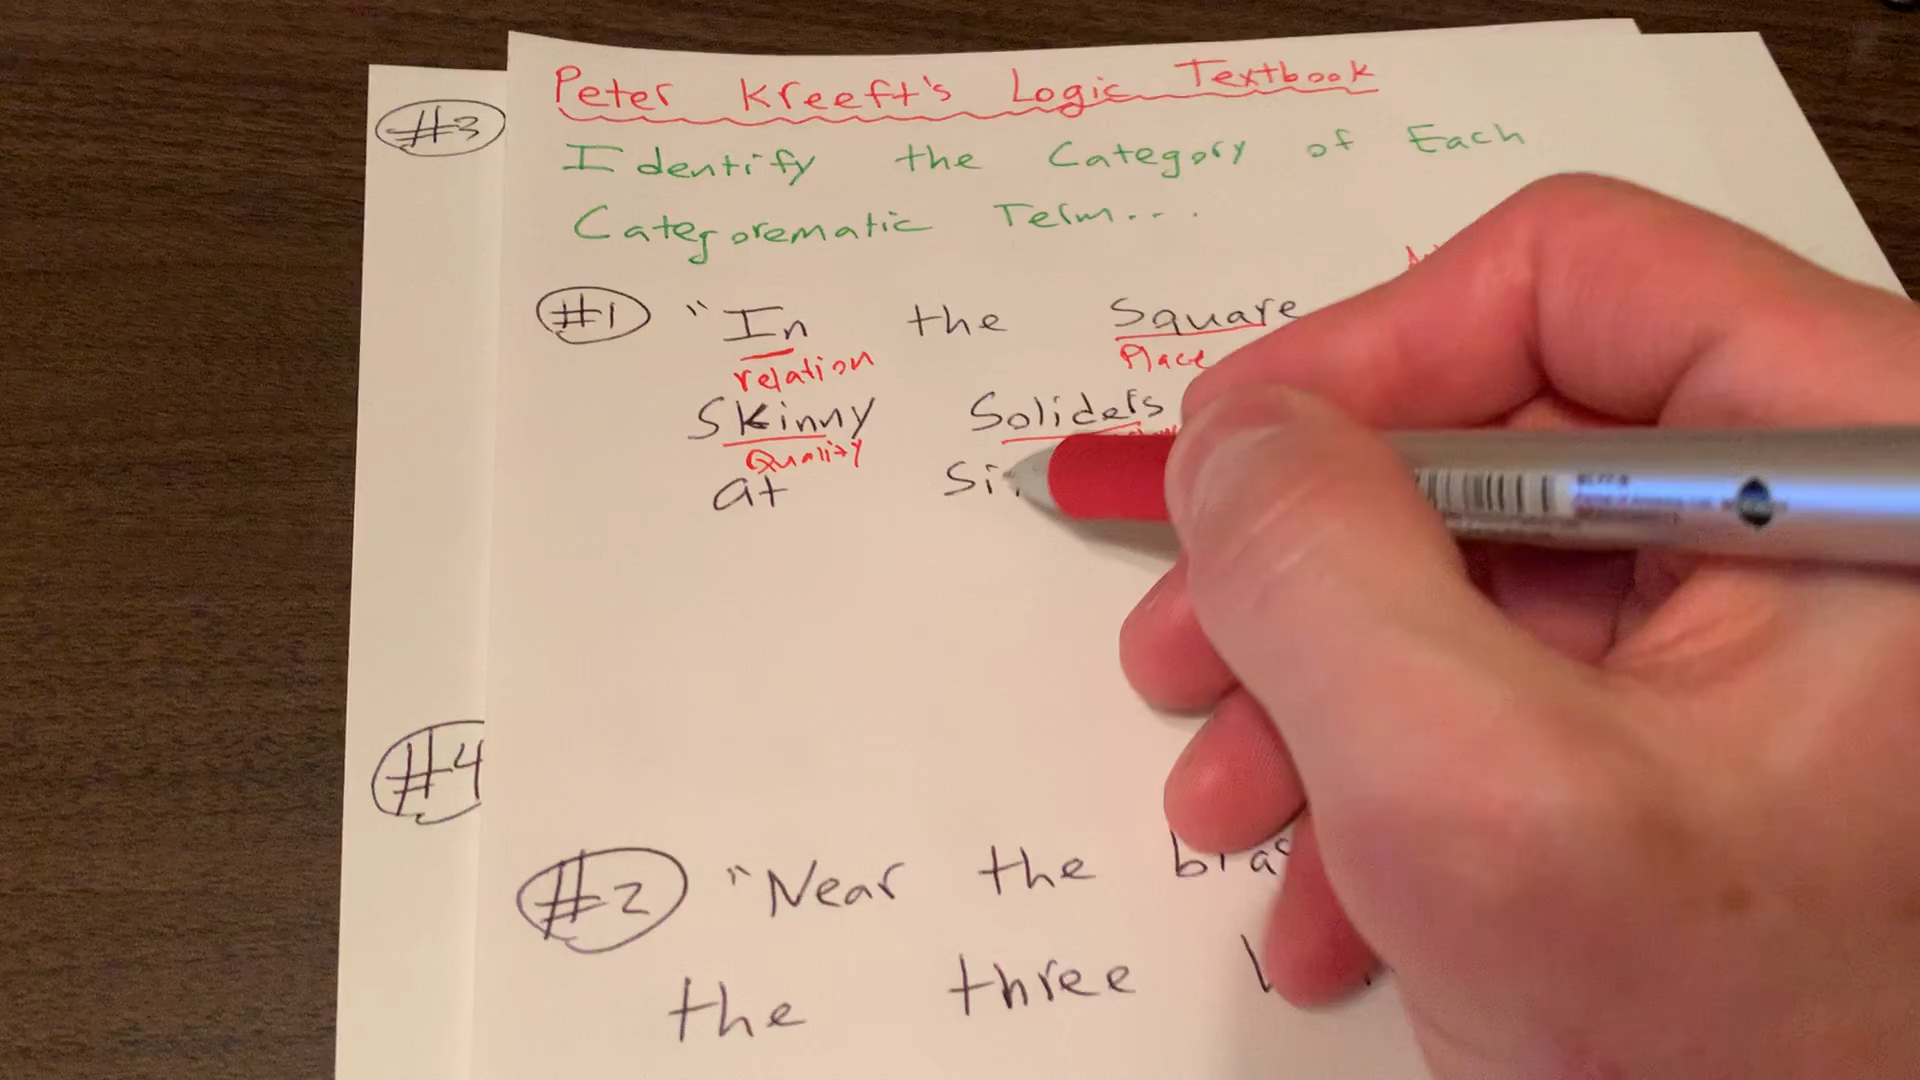 Peter Kreeft's Logic Textbook
#3
Identify the Category of Each
Categorematic Term...
#1 "In the Square
relation Place
Skinny Soliders
Quality
at
#4
#2 "Near the
the three